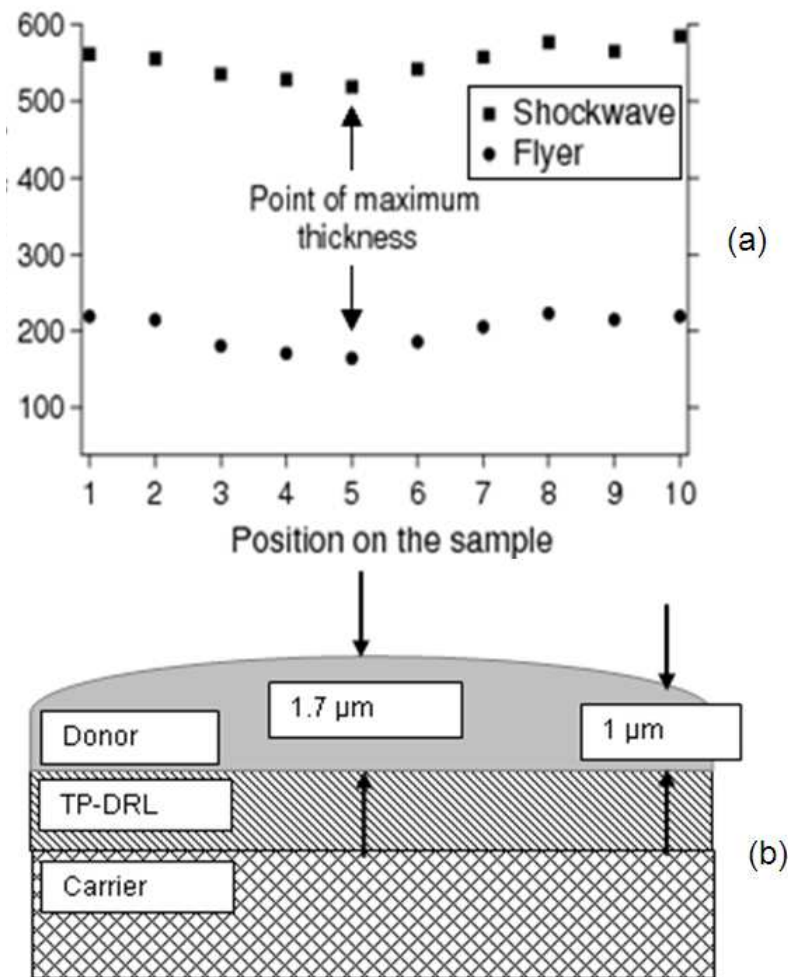 600
500
400
300
200
100
Shockwave
Flyer
Point of maximum
thickness
(a)
1 2 3 4 5 6 7 8 9 10
Position on the sample
1.7 µm
1 µm
Donor
TP-DRL
Carrier
(b)